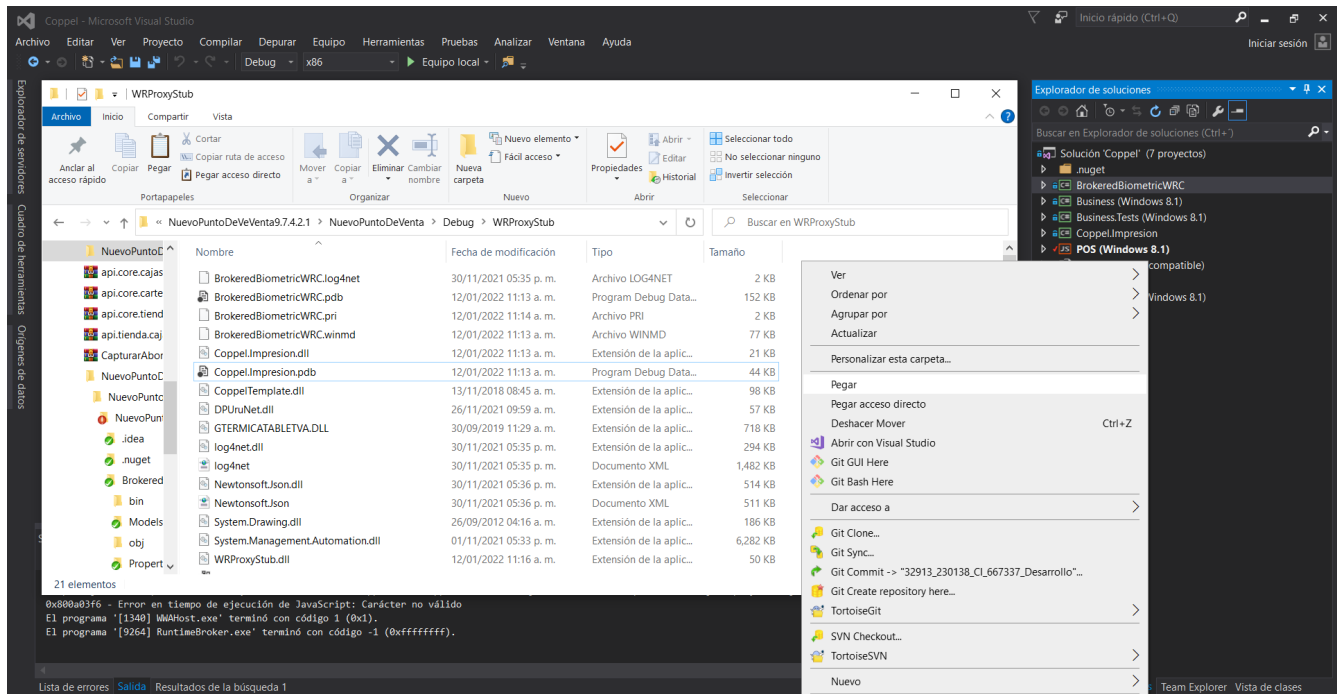 Coppel - Microsoft Visual Studio
Inicio rápido (Ctrl+Q)
Archivo Editar Ver Proyecto Compilar Depurar Equipo Herramientas Pruebas Analizar Ventana Ayuda
Iniciar sesión
Debug x86 Equipo local
Explorador de servidores
Cuadro de herramientas
Orígenes de datos
WRProxyStub
Archivo Inicio Compartir Vista
Anclar al acceso rápido
Copiar
Pegar
Cortar
Copiar ruta de acceso
Pegar acceso directo
Portapapeles
Mover a
Copiar a
Eliminar
Cambiar nombre
Organizar
Nueva carpeta
Nuevo elemento
Fácil acceso
Nuevo
Propiedades
Abrir
Editar
Historial
Abrir
Seleccionar todo
No seleccionar ninguno
Invertir selección
Seleccionar
« NuevoPuntoDeVeVenta9.7.4.2.1 > NuevoPuntoDeVenta > Debug > WRProxyStub
Buscar en WRProxyStub
NuevoPuntoD
api.core.cajas
api.core.carte
api.core.tiend
api.tienda.caj
CapturarAbor
NuevoPuntoD
NuevoPunto
NuevoPunt
.idea
.nuget
Brokered
bin
Models
obj
Propert
Nombre Fecha de modificación Tipo Tamaño
BrokeredBiometricWRC.log4net 30/11/2021 05:35 p. m. Archivo LOG4NET 2 KB
BrokeredBiometricWRC.pdb 12/01/2022 11:13 a. m. Program Debug Data... 152 KB
BrokeredBiometricWRC.pri 12/01/2022 11:14 a. m. Archivo PRI 2 KB
BrokeredBiometricWRC.winmd 12/01/2022 11:13 a. m. Archivo WINMD 77 KB
Coppel.Impresion.dll 12/01/2022 11:13 a. m. Extensión de la aplic... 21 KB
Coppel.Impresion.pdb 12/01/2022 11:13 a. m. Program Debug Data... 44 KB
CoppelTemplate.dll 13/11/2018 08:45 a. m. Extensión de la aplic... 98 KB
DPUruNet.dll 26/11/2021 09:59 a. m. Extensión de la aplic... 57 KB
GTERMICATABLETVA.DLL 30/09/2019 11:29 a. m. Extensión de la aplic... 718 KB
log4net.dll 30/11/2021 05:35 p. m. Extensión de la aplic... 294 KB
log4net 30/11/2021 05:35 p. m. Documento XML 1,482 KB
Newtonsoft.Json.dll 30/11/2021 05:36 p. m. Extensión de la aplic... 514 KB
Newtonsoft.Json 30/11/2021 05:36 p. m. Documento XML 511 KB
System.Drawing.dll 26/09/2012 04:16 a. m. Extensión de la aplic... 186 KB
System.Management.Automation.dll 01/11/2021 05:33 p. m. Extensión de la aplic... 6,282 KB
WRProxyStub.dll 12/01/2022 11:16 a. m. Extensión de la aplic... 50 KB
21 elementos
Ver
Ordenar por
Agrupar por
Actualizar
Personalizar esta carpeta...
Pegar
Pegar acceso directo
Deshacer Mover Ctrl+Z
Abrir con Visual Studio
Git GUI Here
Git Bash Here
Dar acceso a
Git Clone...
Git Sync...
Git Commit -> "32913_230138_CI_667337_Desarrollo"...
Git Create repository here...
TortoiseGit
SVN Checkout...
TortoiseSVN
Nuevo
Explorador de soluciones
Buscar en Explorador de soluciones (Ctrl+´)
Solución 'Coppel' (7 proyectos)
.nuget
BrokeredBiometricWRC
Business (Windows 8.1)
Business.Tests (Windows 8.1)
Coppel.Impresion
POS (Windows 8.1)
compatible)
Windows 8.1)
0x800a03f6 - Error en tiempo de ejecución de JavaScript: Carácter no válido
El programa '[1340] WWAHost.exe' terminó con código 1 (0x1).
El programa '[9264] RuntimeBroker.exe' terminó con código -1 (0xffffffff).
Lista de errores Salida Resultados de la búsqueda 1
Team Explorer Vista de clases